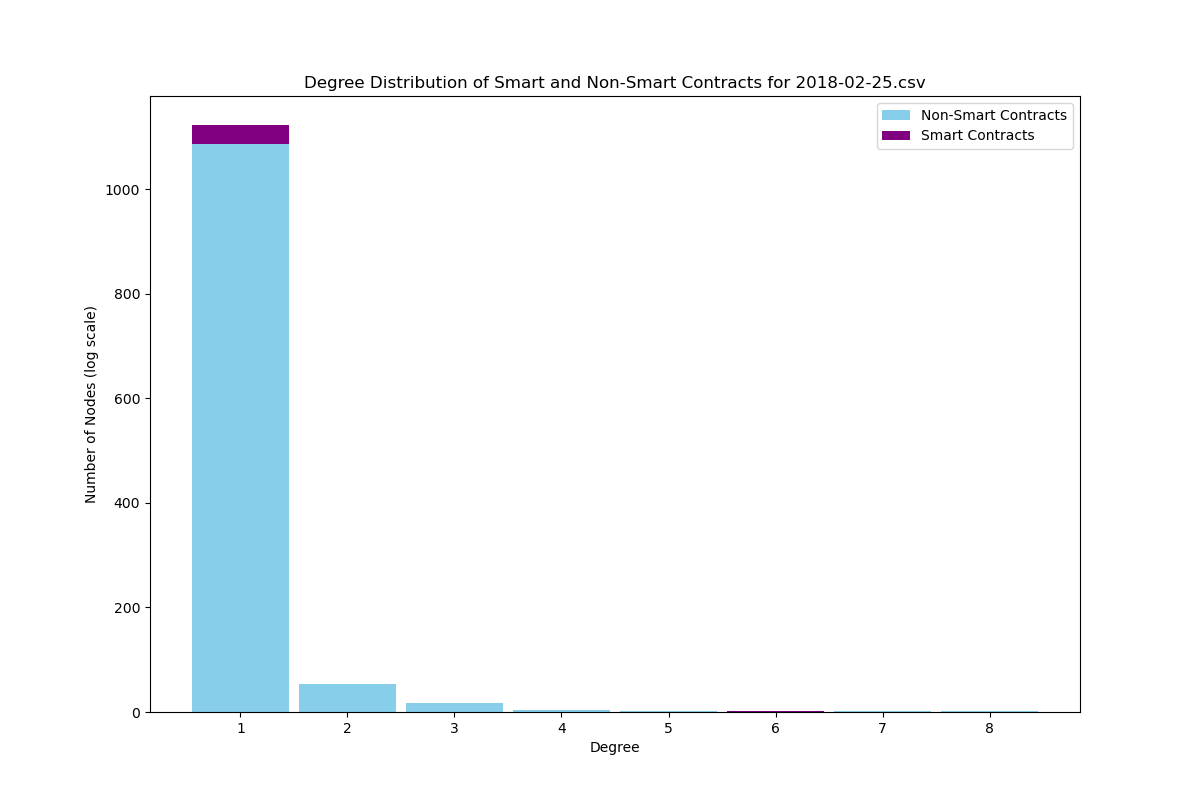 Degree Distribution of Smart and Non-Smart Contracts for 2018-02-25.csv
Non-Smart Contracts
Smart Contracts
Number of Nodes (log scale)
1000
800
600
400
200
0
1 2 3 4 5 6 7 8
Degree